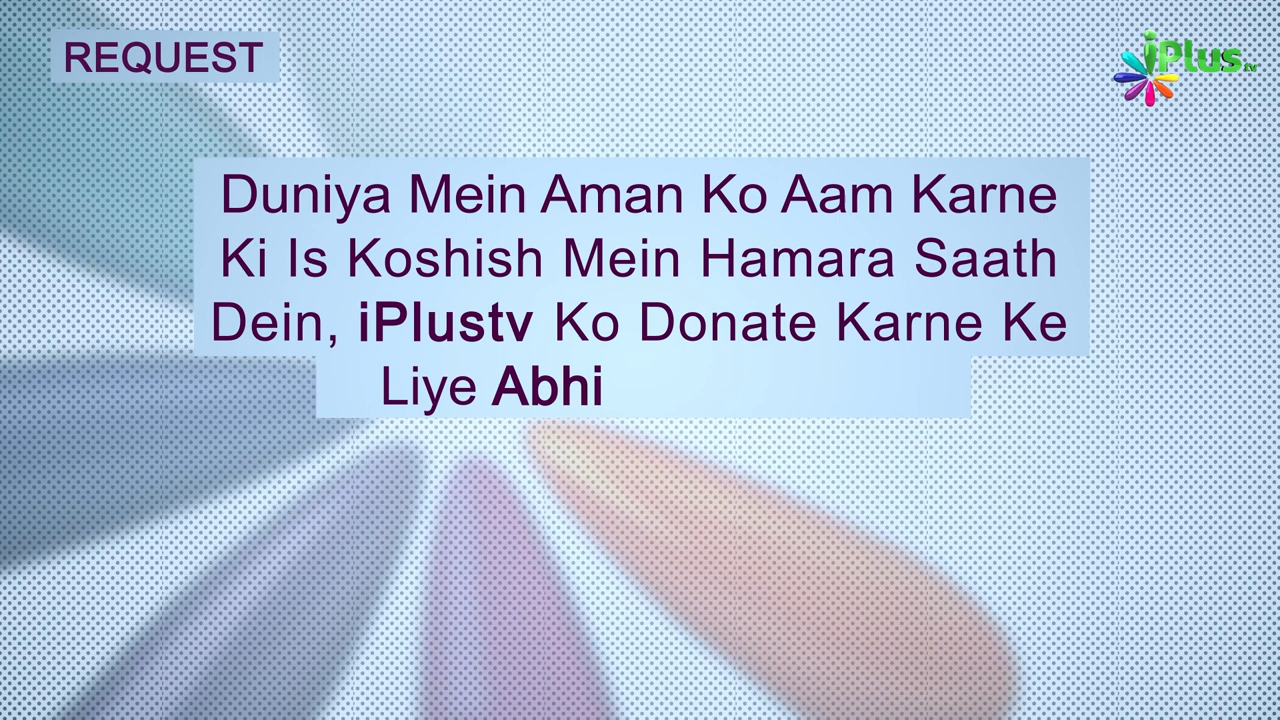 REQUEST
iPlus.tv
Duniya Mein Aman Ko Aam Karne
Ki Is Koshish Mein Hamara Saath
Dein, iPlustv Ko Donate Karne Ke
Liye Abhi